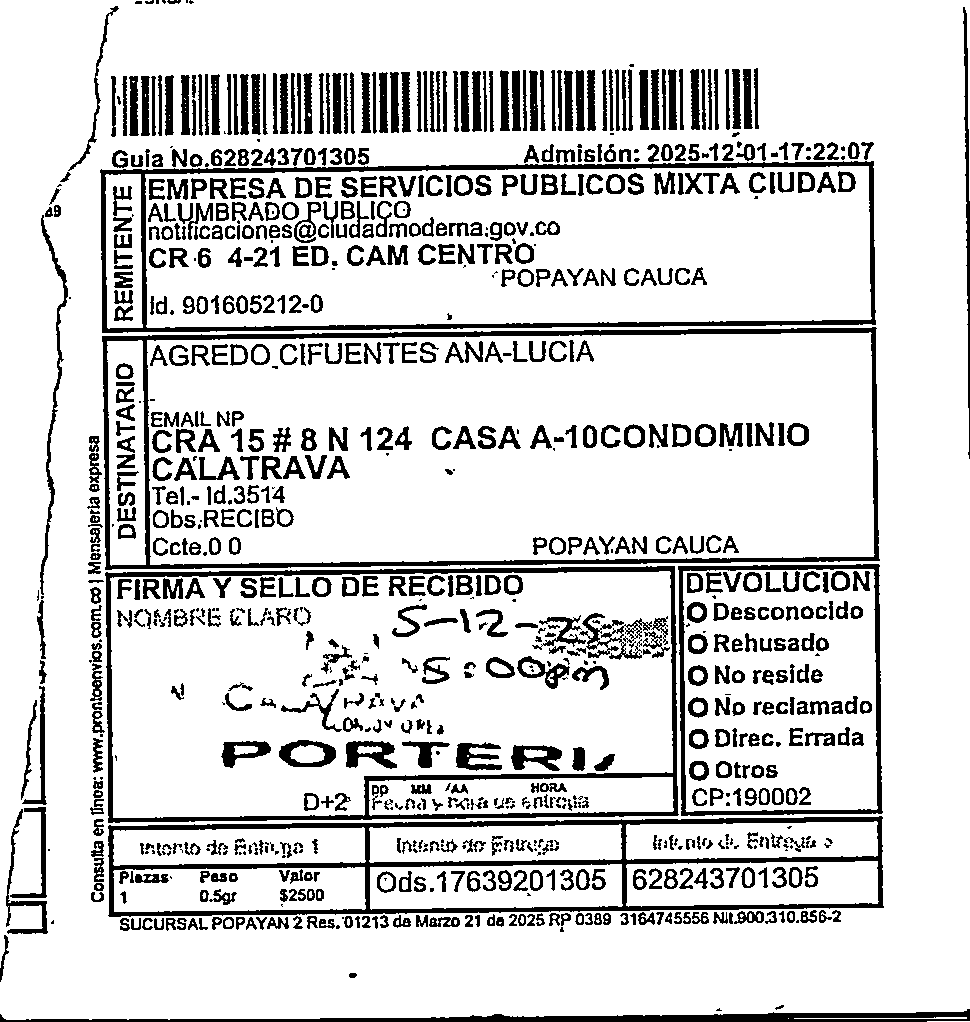 Guia No.628243701305
Admisión: 2025-12-01-17:22:07
REMITENTE
EMPRESA DE SERVICIOS PUBLICOS MIXTA CIUDAD
ALUMBRADO PUBLICO
notificaciones@ciudadmoderna.gov.co
CR 6 4-21 ED. CAM CENTRO
POPAYAN CAUCA
Id. 901605212-0
DESTINATARIO
AGREDO CIFUENTES ANA-LUCIA
EMAIL NP
CRA 15 # 8 N 124 CASA A-10CONDOMINIO
CALATRAVA
Tel.- Id.3514
Obs.RECIBO
Ccte.0 0
POPAYAN CAUCA
Consulta en línea: www.prontoenvios.com.co | Mensajería expresa
FIRMA Y SELLO DE RECIBIDO
NOMBRE CLARO
5-12-25
5:00pm
CALATRAVA
PORTERI
D+2
DD MM /AA HORA
Fecha y hora de entrega
DEVOLUCION
Desconocido
Rehusado
No reside
No reclamado
Direc. Errada
Otros
CP:190002
Intento de Entrega 1
Intento de Entrega
Intento de Entrega
Piezas Peso Valor
1 0.5gr $2500
Ods.17639201305
628243701305
SUCURSAL POPAYAN 2 Res. 01213 de Marzo 21 de 2025 RP 0389 3164745556 Nit.900.310.856-2